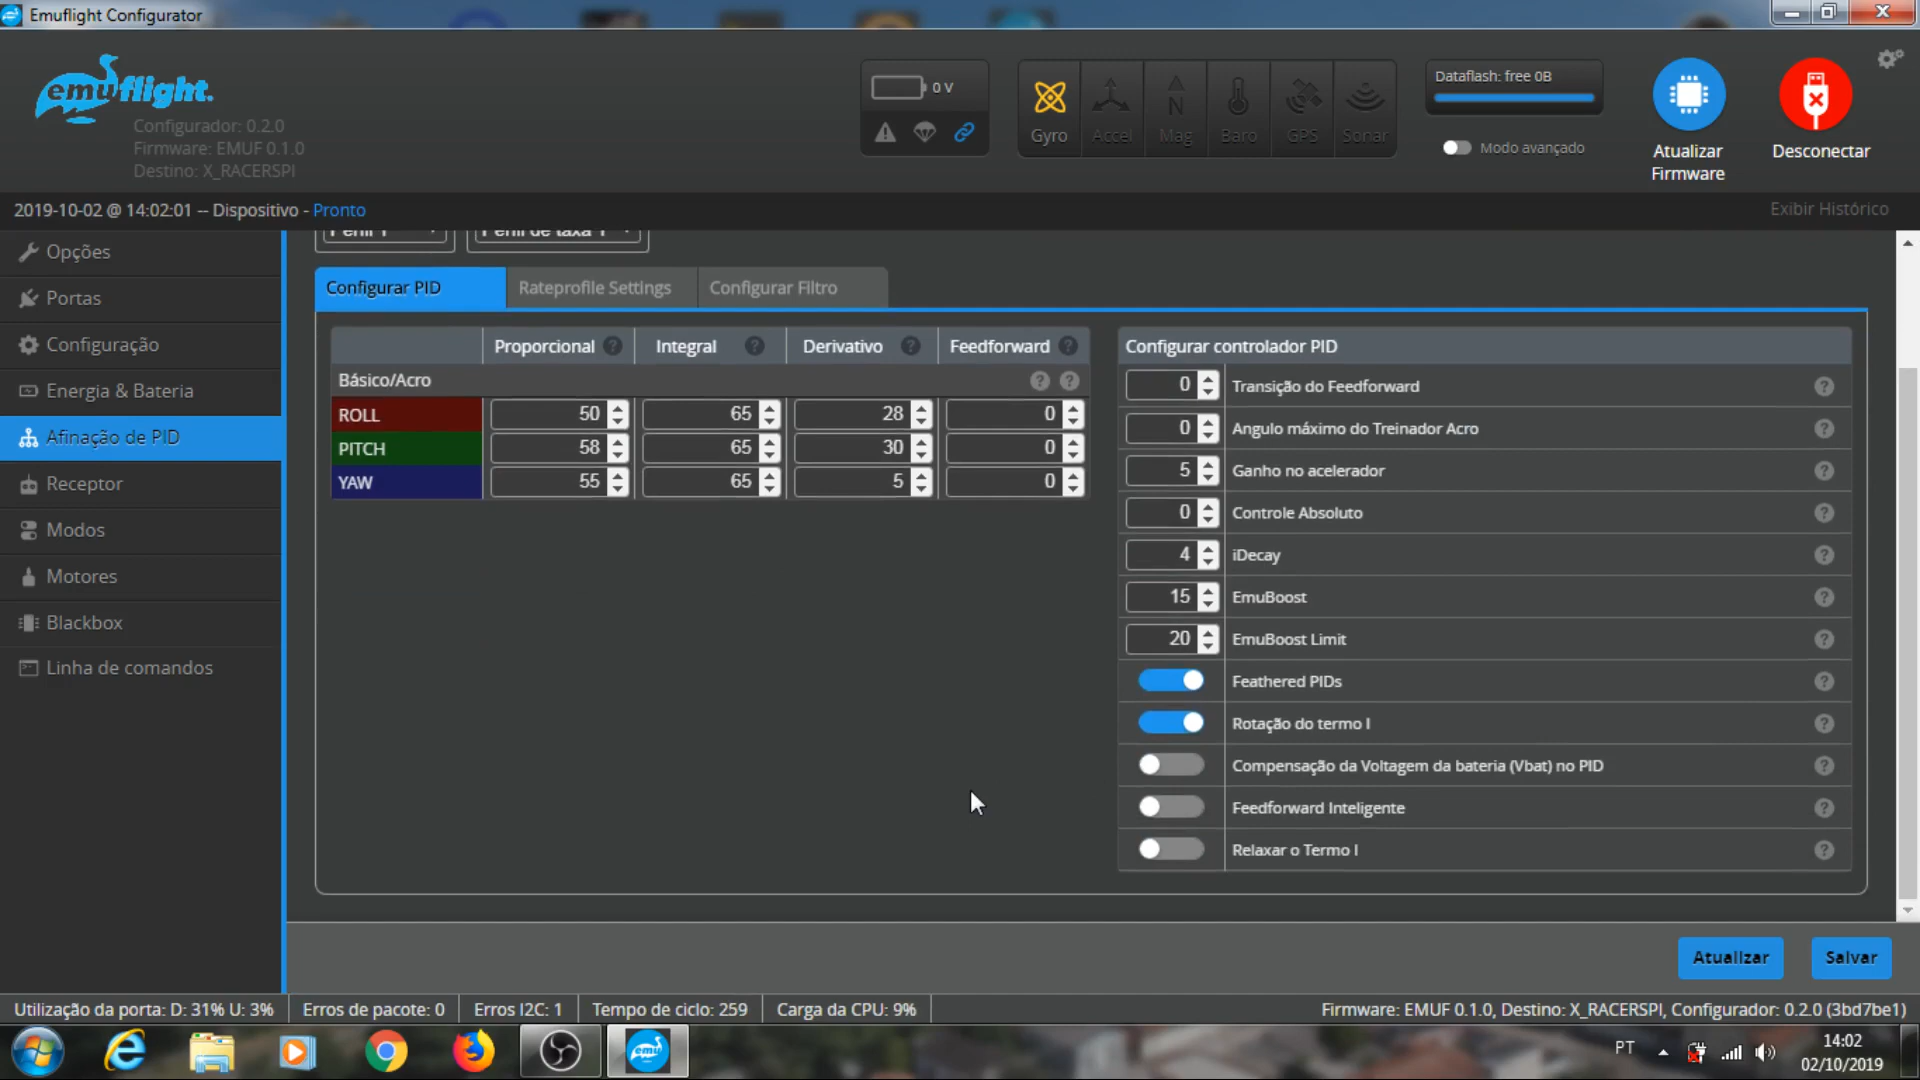 Emuflight Configurator
emuflight.
Configurador: 0.2.0
Firmware: EMUF 0.1.0
Destino: X_RACERSPI
0 V
Gyro
Accel
N
Mag
Baro
GPS
Sonar
Dataflash: free 0B
Modo avançado
Atualizar
Firmware
Desconectar
2019-10-02 @ 14:02:01 -- Dispositivo - Pronto
Exibir Histórico
Opções
Portas
Configuração
Energia & Bateria
Afinação de PID
Receptor
Modos
Motores
Blackbox
Linha de comandos
Perfil 1
Perfil de taxa 1
Configurar PID
Rateprofile Settings
Configurar Filtro
Proporcional ? Integral ? Derivativo ? Feedforward ?
Básico/Acro ? ?
ROLL 50 65 28 0
PITCH 58 65 30 0
YAW 55 65 5 0
Configurar controlador PID
0 Transição do Feedforward ?
0 Angulo máximo do Treinador Acro ?
5 Ganho no acelerador ?
0 Controle Absoluto ?
4 iDecay ?
15 EmuBoost ?
20 EmuBoost Limit ?
Feathered PIDs ?
Rotação do termo I ?
Compensação da Voltagem da bateria (Vbat) no PID ?
Feedforward Inteligente ?
Relaxar o Termo I ?
Atualizar
Salvar
Utilização da porta: D: 31% U: 3%
Erros de pacote: 0
Erros I2C: 1
Tempo de ciclo: 259
Carga da CPU: 9%
Firmware: EMUF 0.1.0, Destino: X_RACERSPI, Configurador: 0.2.0 (3bd7be1)
emu
PT
14:02
02/10/2019